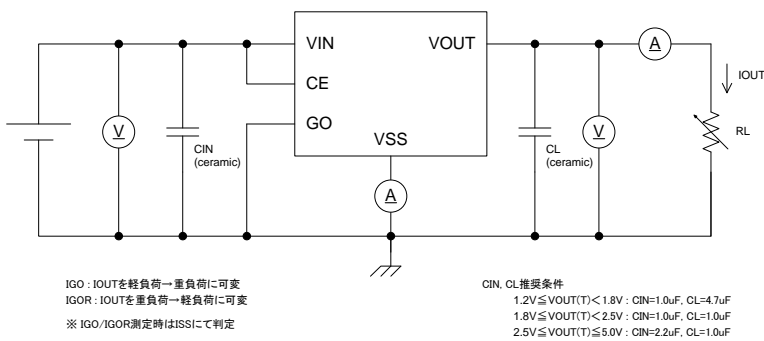 VIN
VOUT
A
IOUT
CE
V
CIN
(ceramic)
GO
VSS
CL
(ceramic)
V
RL
A
IGO : IOUTを軽負荷→重負荷に可変
IGOR : IOUTを重負荷→軽負荷に可変
※ IGO/IGOR測定時はISSにて判定
CIN, CL推奨条件
1.2V≦VOUT(T)<1.8V : CIN=1.0uF, CL=4.7uF
1.8V≦VOUT(T)<2.5V : CIN=1.0uF, CL=1.0uF
2.5V≦VOUT(T)≦5.0V : CIN=2.2uF, CL=1.0uF